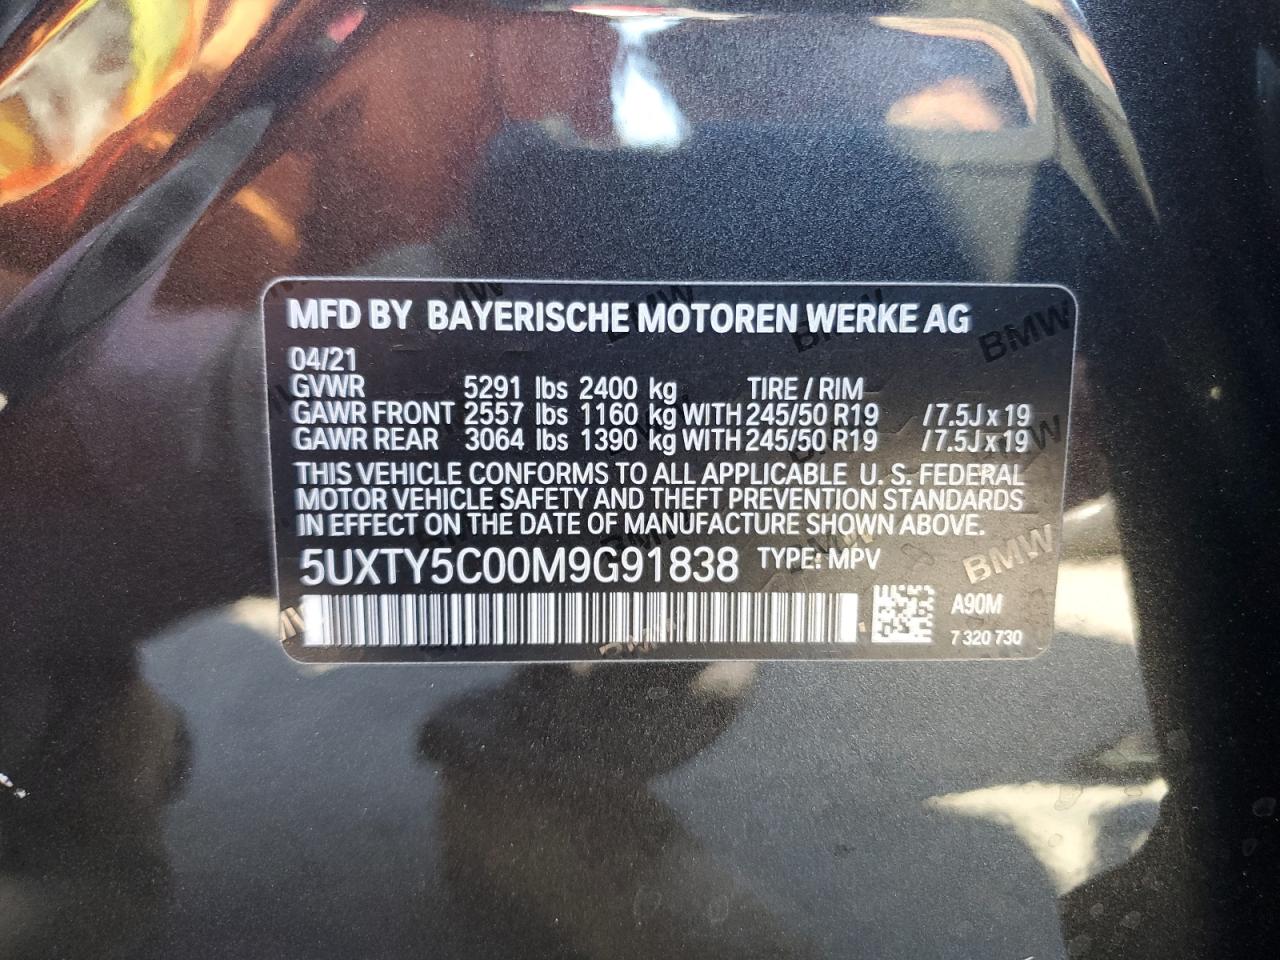 MFD BY BAYERISCHE MOTOREN WERKE AG
04/21
GVWR 5291 lbs 2400 kg TIRE / RIM
GAWR FRONT 2557 lbs 1160 kg WITH 245/50 R19 / 7.5J x 19
GAWR REAR 3064 lbs 1390 kg WITH 245/50 R19 / 7.5J x 19
THIS VEHICLE CONFORMS TO ALL APPLICABLE U. S. FEDERAL
MOTOR VEHICLE SAFETY AND THEFT PREVENTION STANDARDS
IN EFFECT ON THE DATE OF MANUFACTURE SHOWN ABOVE.
5UXTY5C00M9G91838 TYPE: MPV
A90M
7 320 730
BMW
BMW